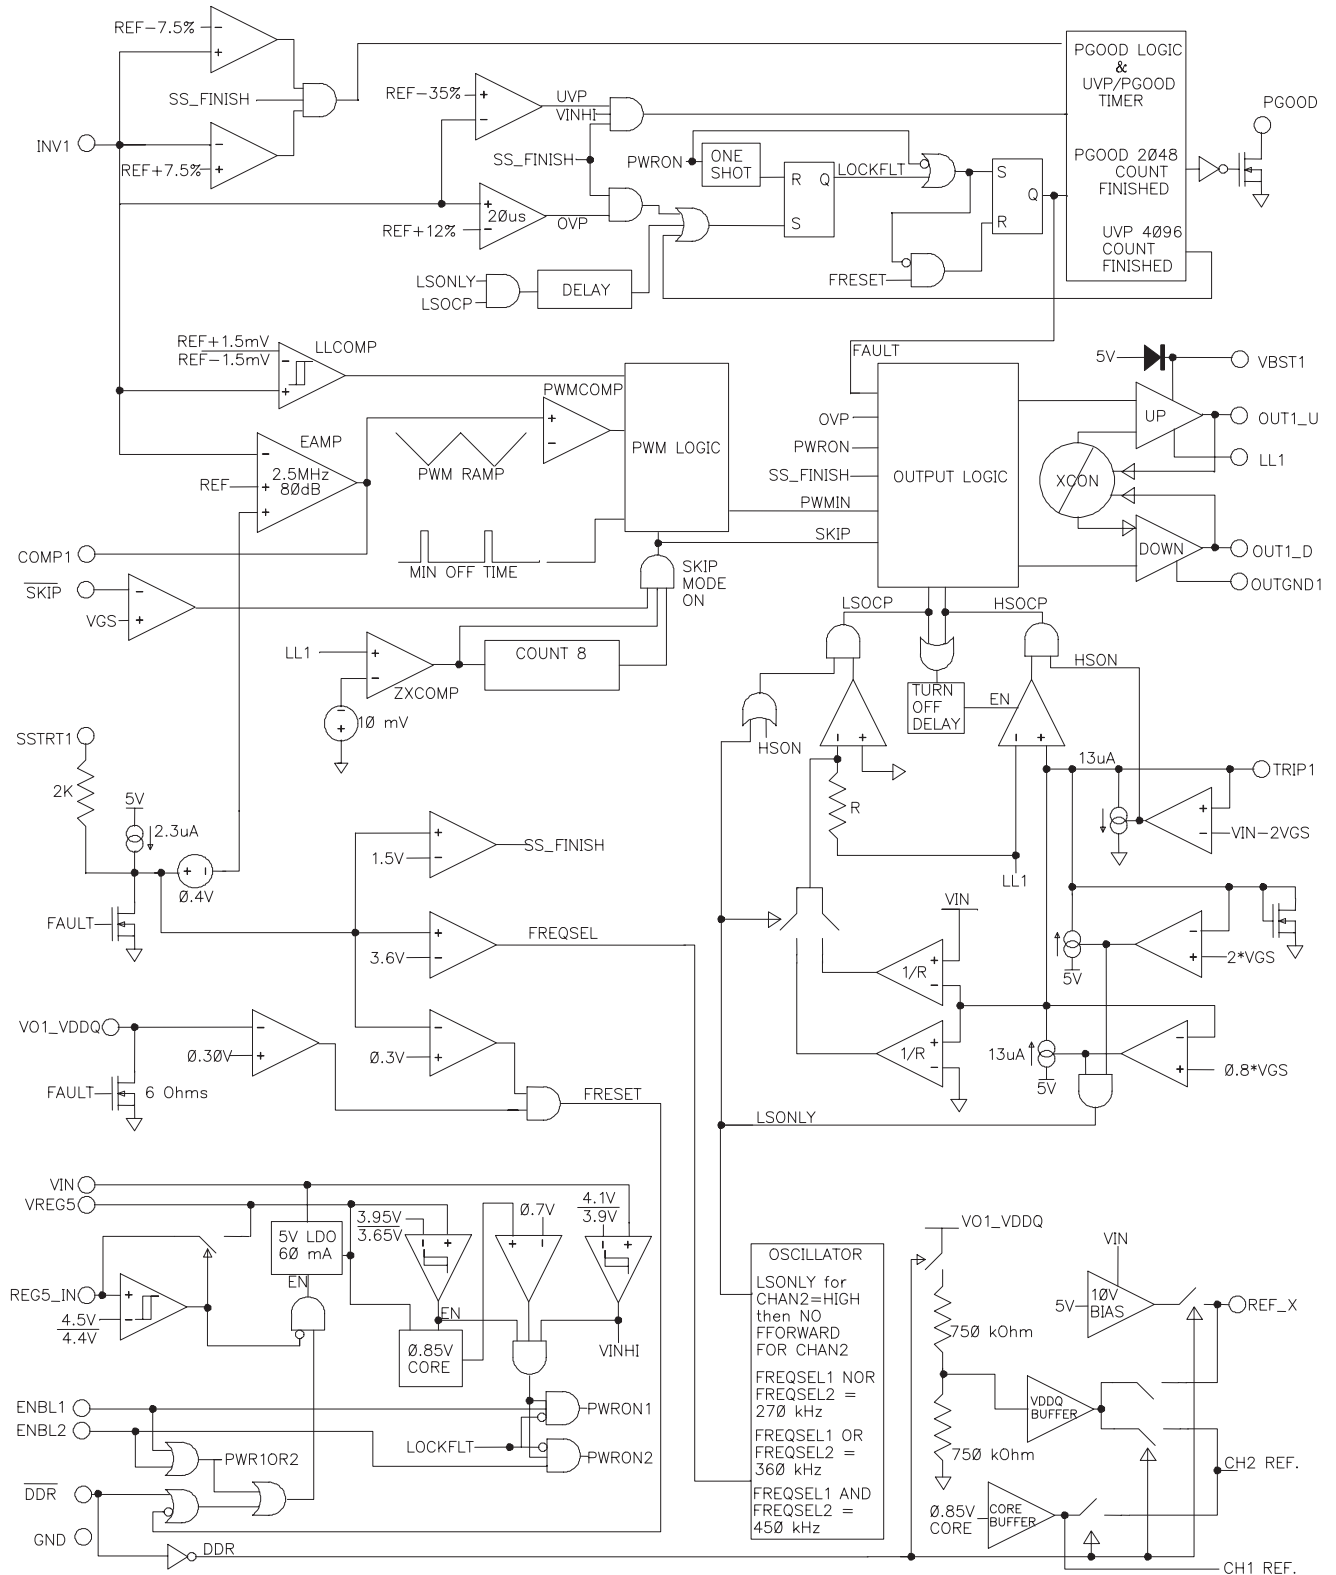 REF−7.5%
SS_FINISH
INV1
REF+7.5%
REF−35%
UVP
VINHI
SS_FINISH
20us
OVP
REF+12%
LSONLY
LSOCP
DELAY
PWRON
ONE
SHOT
R Q
S
LOCKFLT
S
Q
R
FRESET
PGOOD LOGIC
&
UVP/PGOOD
TIMER
PGOOD 2048
COUNT
FINISHED
UVP 4096
COUNT
FINISHED
PGOOD
REF+1.5mV
REF−1.5mV
LLCOMP
EAMP
2.5MHz
80dB
REF
PWMCOMP
PWM RAMP
MIN OFF TIME
PWM LOGIC
COMP1
SKIP
VGS
SKIP
MODE
ON
LL1
COUNT 8
ZXCOMP
10 mV
FAULT
OVP
PWRON
SS_FINISH
PWMIN
SKIP
OUTPUT LOGIC
5V
VBST1
UP
OUT1_U
LL1
XCON
DOWN
OUT1_D
OUTGND1
LSOCP
HSOCP
HSON
TURN
OFF
DELAY
EN
HSON
13uA
TRIP1
R
VIN−2VGS
LL1
SSTRT1
2K
5V
2.3uA
0.4V
FAULT
SS_FINISH
1.5V
FREQSEL
3.6V
0.3V
VO1_VDDQ
0.30V
FAULT
6 Ohms
FRESET
VIN
1/R
1/R
2*VGS
5V
13uA
5V
0.8*VGS
LSONLY
VIN
VREG5
5V LDO
60 mA
EN
REG5_IN
4.5V
4.4V
3.95V
3.65V
0.7V
4.1V
3.9V
EN
0.85V
CORE
VINHI
ENBL1
ENBL2
PWR1OR2
LOCKFLT
PWRON1
PWRON2
DDR
GND
DDR
OSCILLATOR
LSONLY for
CHAN2=HIGH
then NO
FFORWARD
FOR CHAN2
FREQSEL1 NOR
FREQSEL2 =
270 kHz
FREQSEL1 OR
FREQSEL2 =
360 kHz
FREQSEL1 AND
FREQSEL2 =
450 kHz
VO1_VDDQ
750 kOhm
750 kOhm
VIN
5V
10V
BIAS
REF_X
VDDQ
BUFFER
CH2 REF.
0.85V
CORE
CORE
BUFFER
CH1 REF.